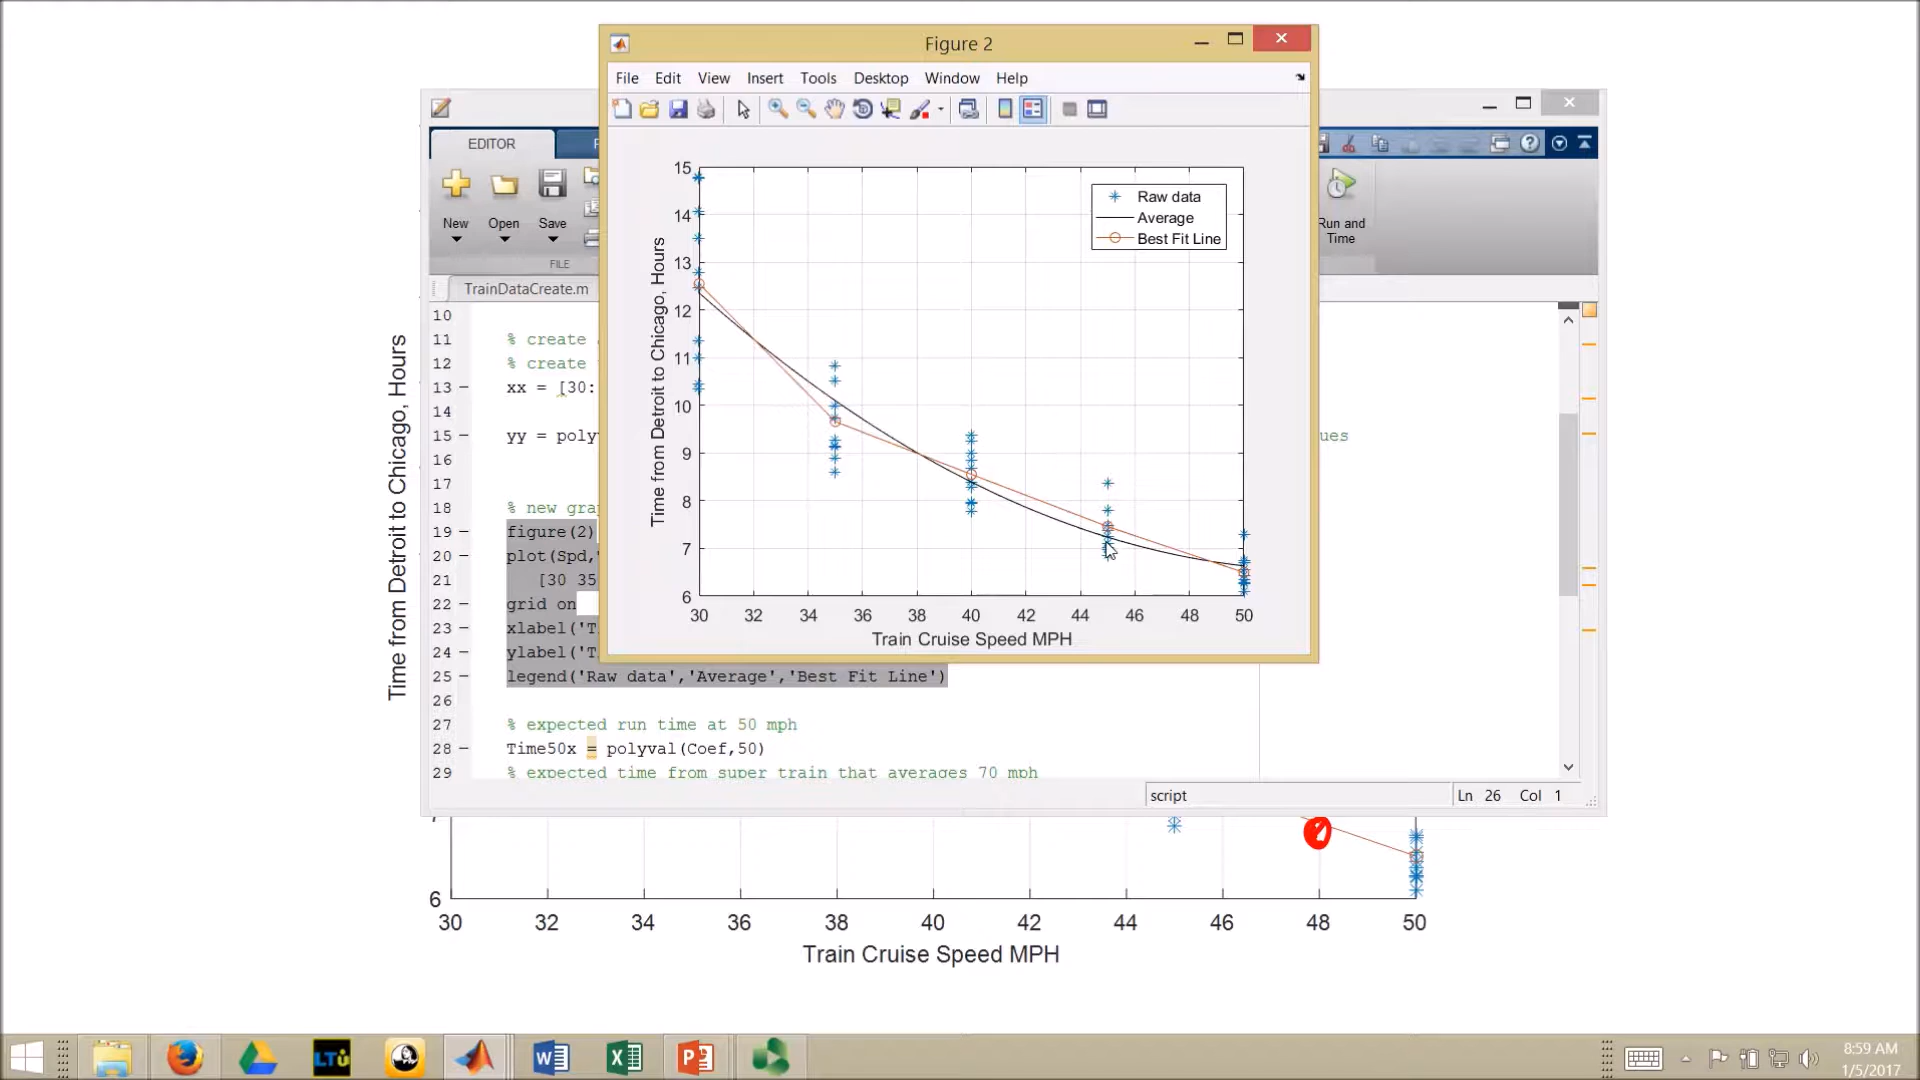 Figure 2
File Edit View Insert Tools Desktop Window Help
15
14
13
12
11
10
9
8
7
6
30 32 34 36 38 40 42 44 46 48 50
Train Cruise Speed MPH
Time from Detroit to Chicago, Hours
Raw data
Average
Best Fit Line
EDITOR
New
Open
Save
FILE
Run and
Time
TrainDataCreate.m
10
11 % create
12 % create
13 xx = [30:
14
15 yy = poly
ues
16
17
18 % new gra
19 figure(2)
20 plot(Spd,
21 [30 35
22 grid on
23 xlabel('T
24 ylabel('T
25 legend('Raw data','Average','Best Fit Line')
26
27 % expected run time at 50 mph
28 Time50x = polyval(Coef,50)
29 % expected time from super train that averages 70 mph
script
Ln 26 Col 1
Time from Detroit to Chicago, Hours
6
30 32 34 36 38 40 42 44 46 48 50
Train Cruise Speed MPH
LTU
8:59 AM
1/5/2017